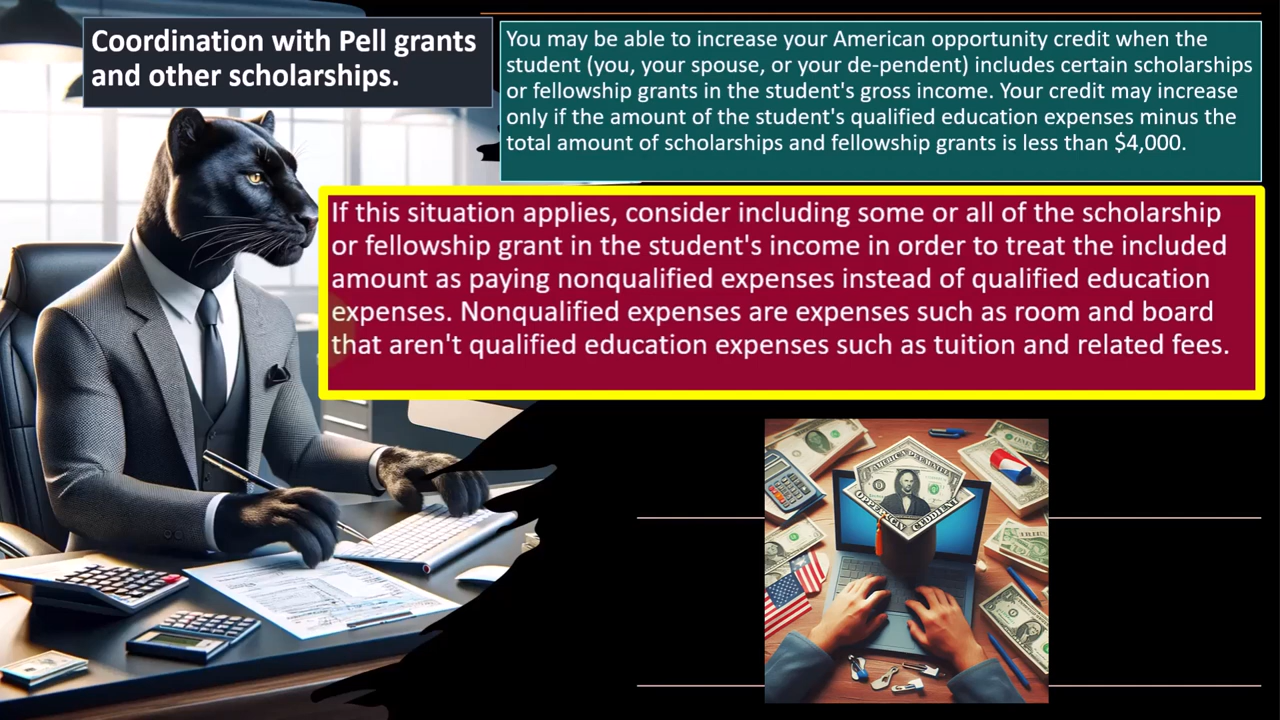 Coordination with Pell grants
and other scholarships.
You may be able to increase your American opportunity credit when the
student (you, your spouse, or your de-pendent) includes certain scholarships
or fellowship grants in the student's gross income. Your credit may increase
only if the amount of the student's qualified education expenses minus the
total amount of scholarships and fellowship grants is less than $4,000.
If this situation applies, consider including some or all of the scholarship
or fellowship grant in the student's income in order to treat the included
amount as paying nonqualified expenses instead of qualified education
expenses. Nonqualified expenses are expenses such as room and board
that aren't qualified education expenses such as tuition and related fees.